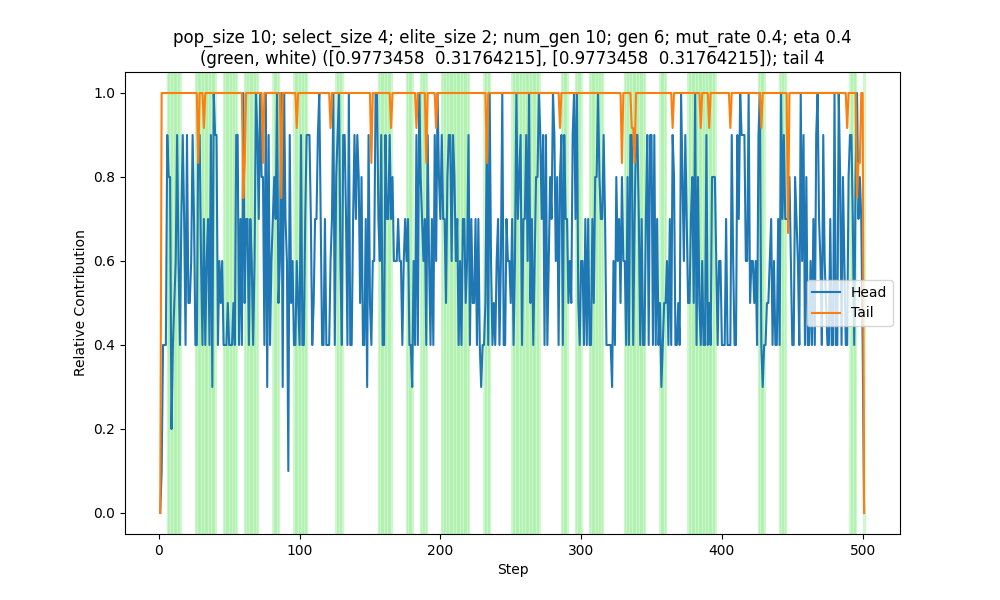 pop_size 10; select_size 4; elite_size 2; num_gen 10; gen 6; mut_rate 0.4; eta 0.4
(green, white) ([0.9773458  0.31764215], [0.9773458  0.31764215]); tail 4
1.0
0.8
0.6
0.4
0.2
0.0
Relative Contribution
Head
Tail
0
100
200
300
400
500
Step